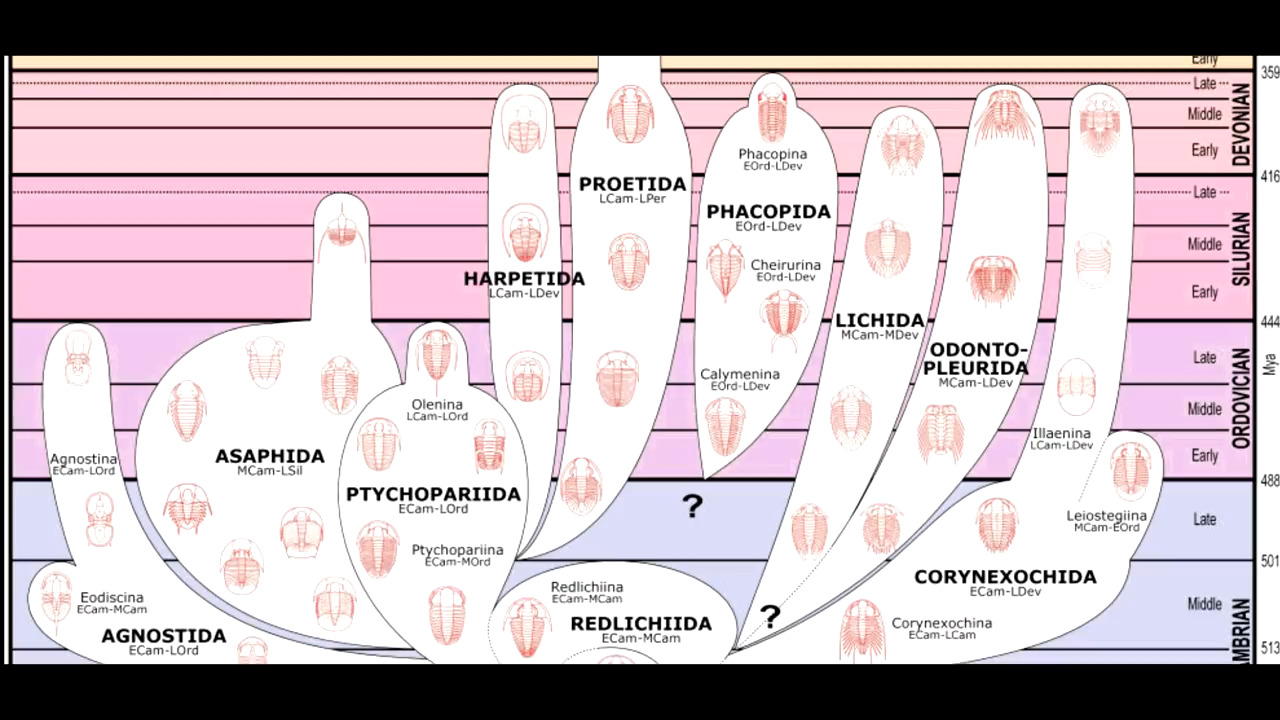 Early
359
Late
Middle
Early
DEVONIAN
416
Late
Middle
Early
SILURIAN
444
Mya
Late
Middle
Early
ORDOVICIAN
488
Late
501
Middle
513
MBRIAN
Phacopina
EOrd-LDev
PROETIDA
LCam-LPer
PHACOPIDA
EOrd-LDev
Cheirurina
EOrd-LDev
HARPETIDA
LCam-LDev
LICHIDA
MCam-MDev
ODONTO-
PLEURIDA
MCam-LDev
Calymenina
EOrd-LDev
Olenina
LCam-LOrd
Illaenina
LCam-LDev
Agnostina
ECam-LOrd
ASAPHIDA
MCam-LSil
PTYCHOPARIIDA
ECam-LOrd
?
Leiostegiina
MCam-EOrd
Ptychopariina
ECam-MOrd
CORYNEXOCHIDA
ECam-LDev
Redlichiina
ECam-MCam
Eodiscina
ECam-MCam
?
REDLICHIIDA
ECam-MCam
Corynexochina
ECam-LCam
AGNOSTIDA
ECam-LOrd